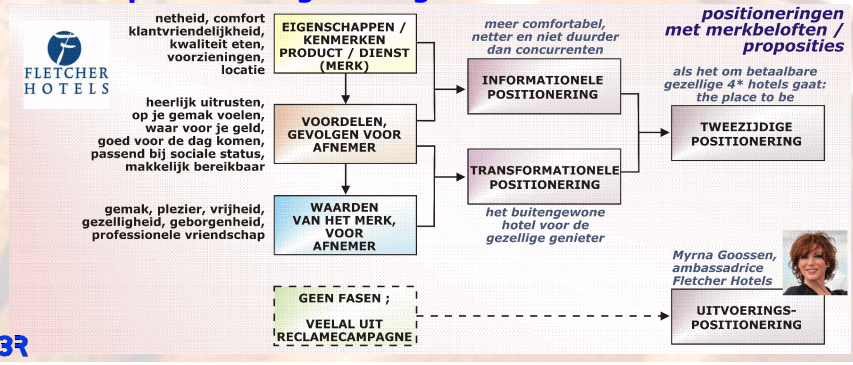 positioneringen
met merkbeloften /
proposities
FLETCHER
HOTELS
netheid, comfort
klantvriendelijkheid,
kwaliteit eten,
voorzieningen,
locatie
EIGENSCHAPPEN /
KENMERKEN
PRODUCT / DIENST
(MERK)
meer comfortabel,
netter en niet duurder
dan concurrenten
INFORMATIONELE
POSITIONERING
als het om betaalbare
gezellige 4* hotels gaat:
the place to be
TWEEZIJDIGE
POSITIONERING
heerlijk uitrusten,
op je gemak voelen,
waar voor je geld,
goed voor de dag komen,
passend bij sociale status,
makkelijk bereikbaar
VOORDELEN,
GEVOLGEN VOOR
AFNEMER
TRANSFORMATIONELE
POSITIONERING
het buitengewone
hotel voor de
gezellige genieter
gemak, plezier, vrijheid,
gezelligheid, geborgenheid,
professionele vriendschap
WAARDEN
VAN HET MERK,
VOOR
AFNEMER
Myrna Goossen,
ambassadrice
Fletcher Hotels
GEEN FASEN ;
VEELAL UIT
RECLAMECAMPAGNE
UITVOERINGS-
POSITIONERING
3R